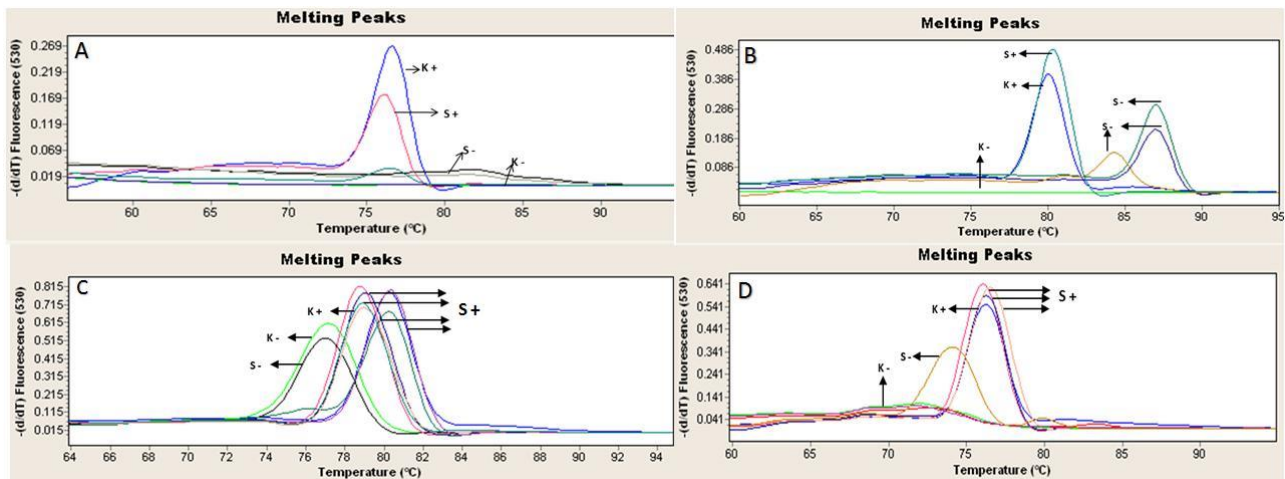 Melting Peaks
A
-(d/dT) Fluorescence (530)
0.269
0.219
0.169
0.119
0.069
0.019
K+
S+
S-
K-
60
65
70
75
80
85
90
Temperature (°C)
Melting Peaks
B
-(d/dT) Fluorescence (530)
0.486
0.386
0.286
0.186
0.086
S+
K+
K-
S-
S-
60
65
70
75
80
85
90
95
Temperature (°C)
Melting Peaks
C
-(d/dT) Fluorescence (530)
0.815
0.715
0.615
0.515
0.415
0.315
0.215
0.115
0.015
K+
K-
S-
S+
64
66
68
70
72
74
76
78
80
82
84
86
88
90
92
94
Temperature (°C)
Melting Peaks
D
-(d/dT) Fluorescence (530)
0.641
0.541
0.441
0.341
0.241
0.141
0.041
K+
S+
S-
K-
60
65
70
75
80
85
90
Temperature (°C)